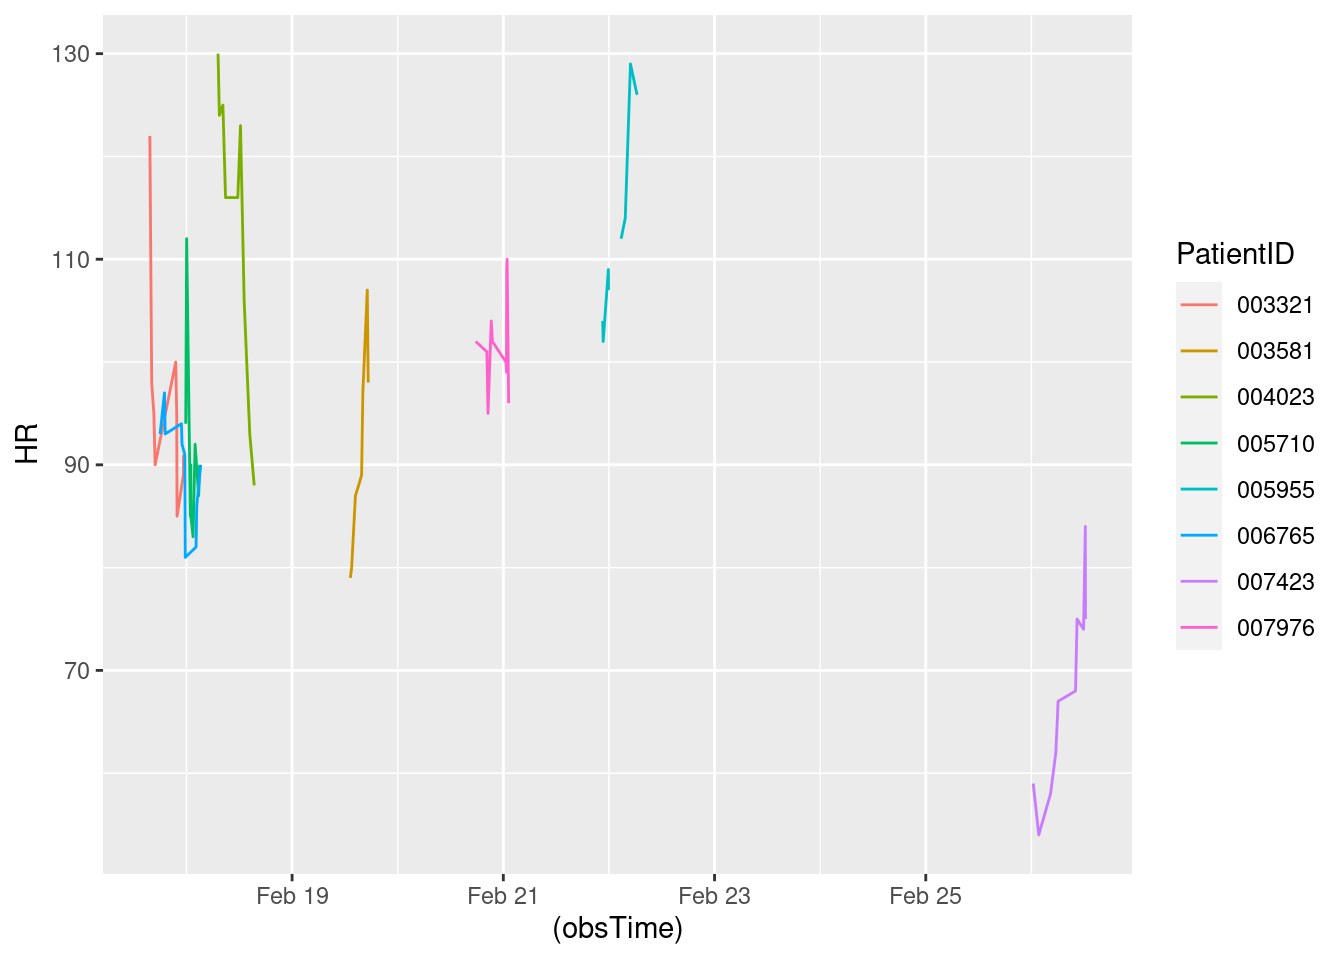 130
110
90
70
HR
Feb 19
Feb 21
Feb 23
Feb 25
(obsTime)
PatientID
003321
003581
004023
005710
005955
006765
007423
007976